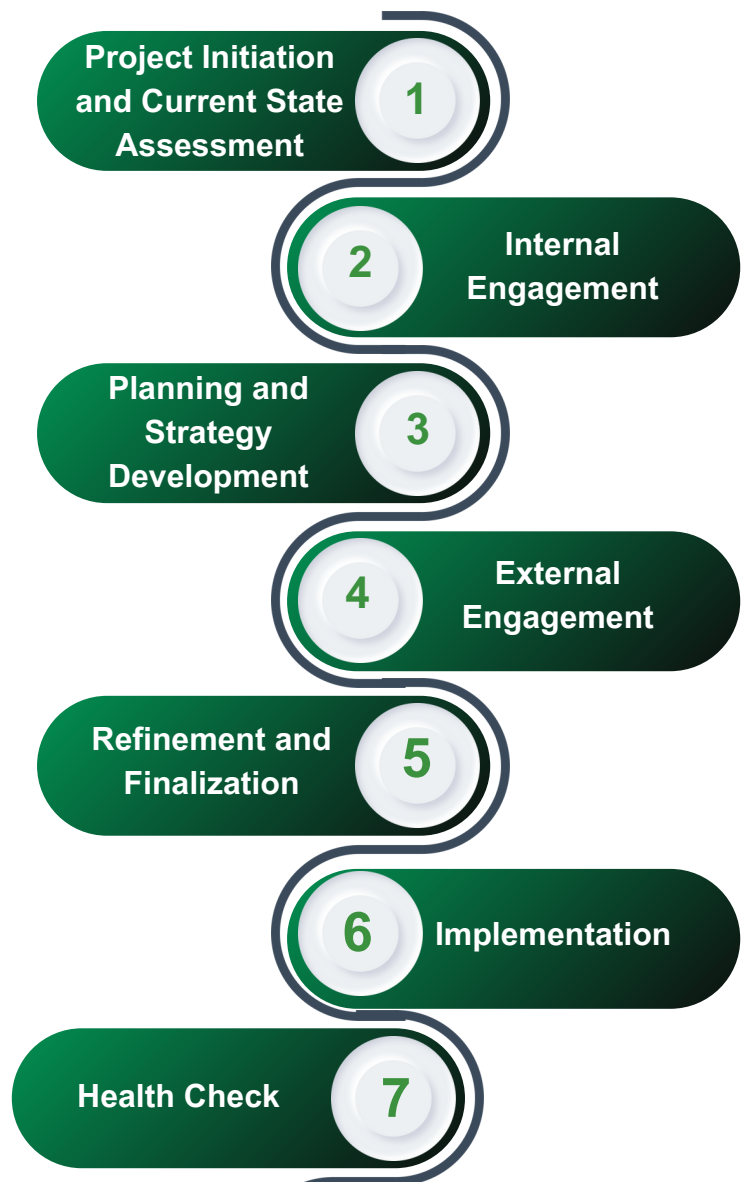 Project Initiation
and Current State
Assessment
1
2
Internal
Engagement
Planning and
Strategy
Development
3
4
External
Engagement
Refinement and
Finalization
5
6
Implementation
Health Check
7